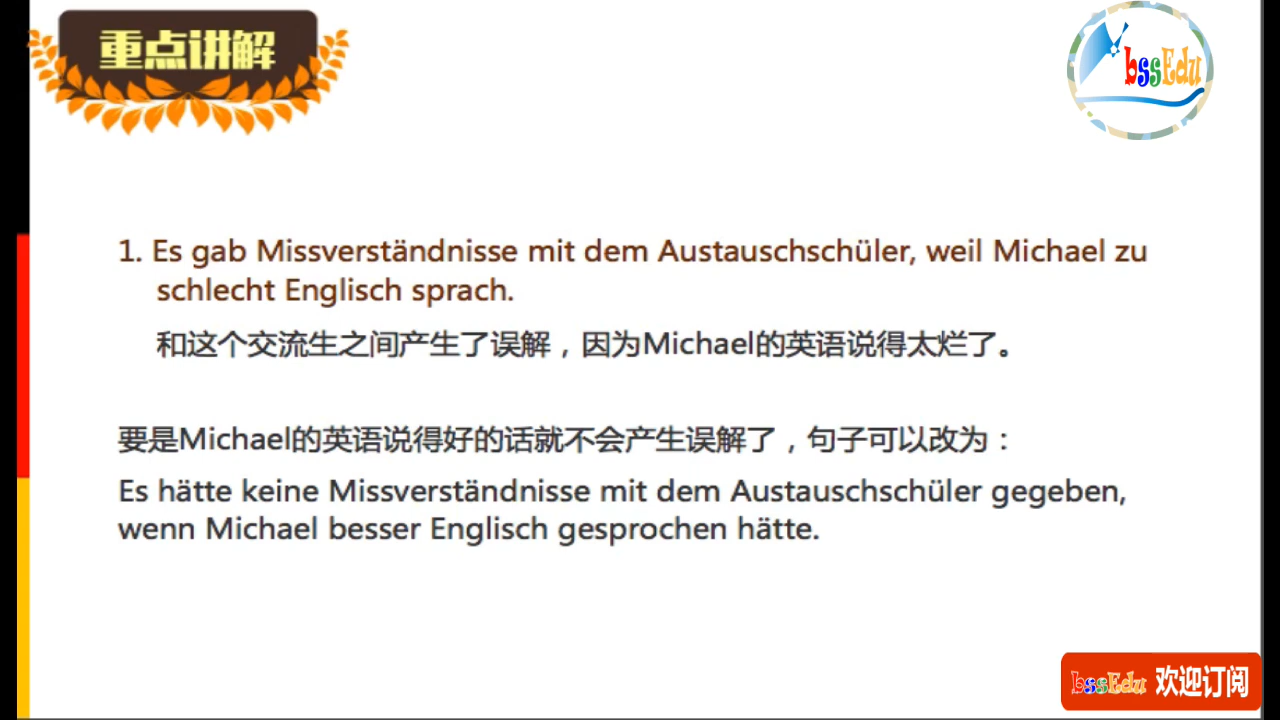 重点讲解
bssEdu
1. Es gab Missverständnisse mit dem Austauschschüler, weil Michael zu
schlecht Englisch sprach.
和这个交流生之间产生了误解，因为Michael的英语说得太烂了。
要是Michael的英语说得好的话就不会产生误解了，句子可以改为：
Es hätte keine Missverständnisse mit dem Austauschschüler gegeben,
wenn Michael besser Englisch gesprochen hätte.
bssEdu 欢迎订阅